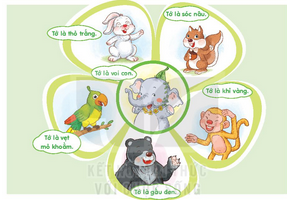 Tớ là thỏ trắng.
Tớ là sóc nâu.
Tớ là voi con.
Tớ là vẹt
mỏ khoằm.
Tớ là khỉ vàng.
Tớ là gấu đen.